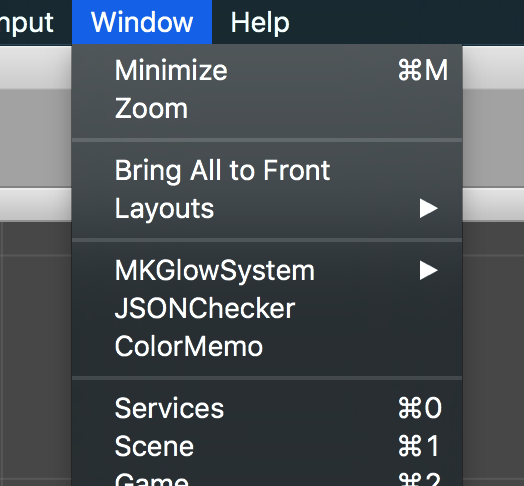 nput Window Help
Minimize ⌘M
Zoom
Bring All to Front
Layouts ▶
MKGlowSystem ▶
JSONChecker
ColorMemo
Services ⌘0
Scene ⌘1
Game ⌘2